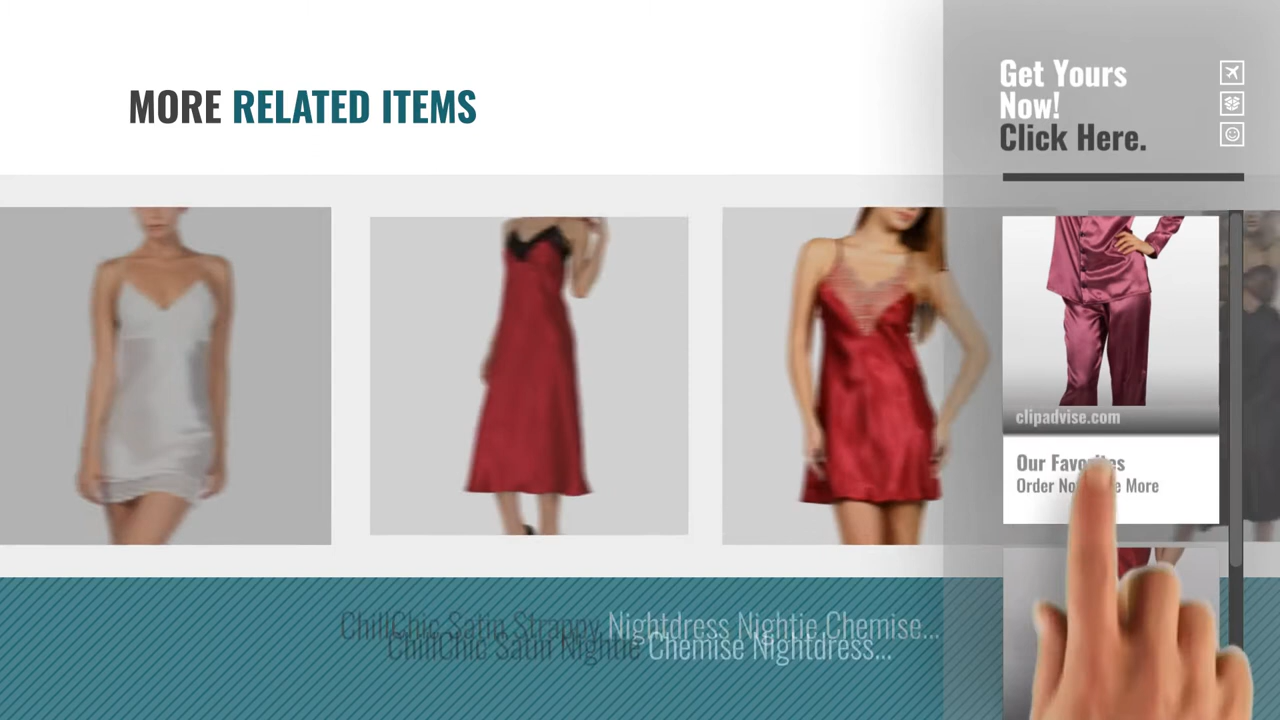 MORE RELATED ITEMS
Get Yours
Now!
Click Here.
clipadvise.com
Our Favorites
Order No e More
ChillChic Satin Strappy Nightdress Nightie Chemise...
ChillChic Satin Nightie Chemise Nightdress...